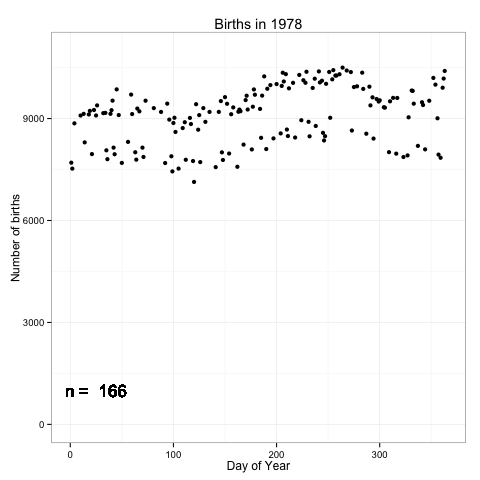 Births in 1978
Number of births
9000
6000
3000
0
n = 166
0 100 200 300
Day of Year